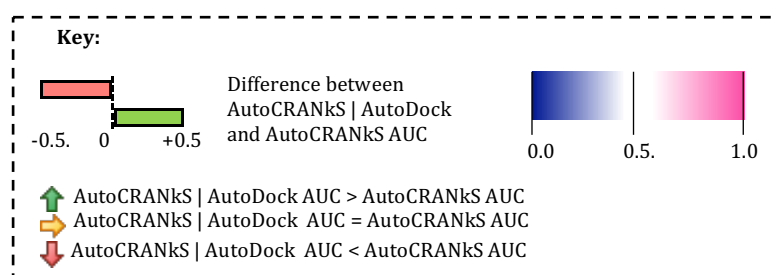 Key:
Difference between
AutoCRANkS | AutoDock
and AutoCRANkS AUC
-0.5. 0 +0.5
0.0 0.5. 1.0
AutoCRANkS | AutoDock AUC > AutoCRANkS AUC
AutoCRANkS | AutoDock AUC = AutoCRANkS AUC
AutoCRANkS | AutoDock AUC < AutoCRANkS AUC